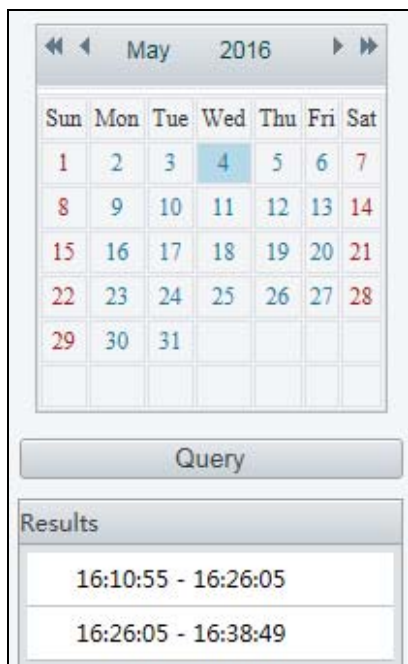 May 2016
Sun Mon Tue Wed Thu Fri Sat
1 2 3 4 5 6 7
8 9 10 11 12 13 14
15 16 17 18 19 20 21
22 23 24 25 26 27 28
29 30 31
Query
Results
16:10:55 - 16:26:05
16:26:05 - 16:38:49